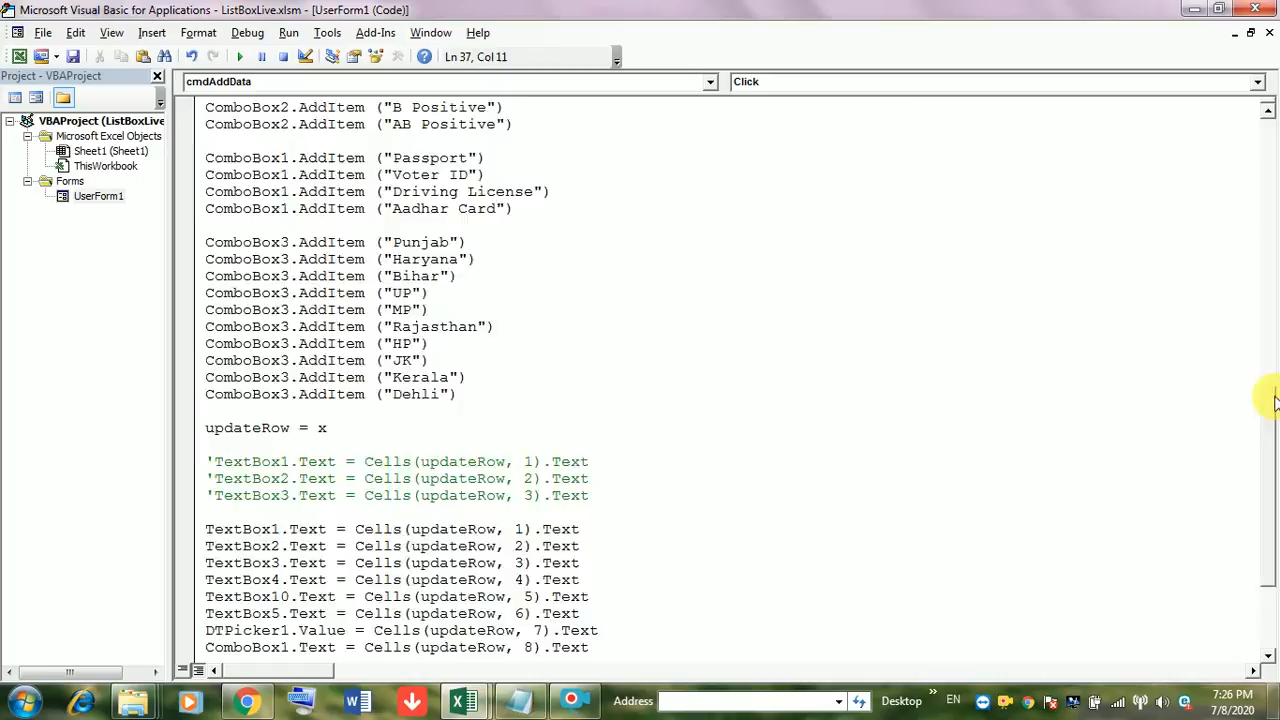 Microsoft Visual Basic for Applications - ListBoxLive.xlsm - [UserForm1 (Code)]
File Edit View Insert Format Debug Run Tools Add-Ins Window Help
Ln 37, Col 11
Project - VBAProject
cmdAddData
Click
VBAProject (ListBoxLive
Microsoft Excel Objects
Sheet1 (Sheet1)
ThisWorkbook
Forms
UserForm1
ComboBox2.AddItem ("B Positive")
ComboBox2.AddItem ("AB Positive")
ComboBox1.AddItem ("Passport")
ComboBox1.AddItem ("Voter ID")
ComboBox1.AddItem ("Driving License")
ComboBox1.AddItem ("Aadhar Card")
ComboBox3.AddItem ("Punjab")
ComboBox3.AddItem ("Haryana")
ComboBox3.AddItem ("Bihar")
ComboBox3.AddItem ("UP")
ComboBox3.AddItem ("MP")
ComboBox3.AddItem ("Rajasthan")
ComboBox3.AddItem ("HP")
ComboBox3.AddItem ("JK")
ComboBox3.AddItem ("Kerala")
ComboBox3.AddItem ("Dehli")
updateRow = x
'TextBox1.Text = Cells(updateRow, 1).Text
'TextBox2.Text = Cells(updateRow, 2).Text
'TextBox3.Text = Cells(updateRow, 3).Text
TextBox1.Text = Cells(updateRow, 1).Text
TextBox2.Text = Cells(updateRow, 2).Text
TextBox3.Text = Cells(updateRow, 3).Text
TextBox4.Text = Cells(updateRow, 4).Text
TextBox10.Text = Cells(updateRow, 5).Text
TextBox5.Text = Cells(updateRow, 6).Text
DTPicker1.Value = Cells(updateRow, 7).Text
ComboBox1.Text = Cells(updateRow, 8).Text
Address
Desktop
EN
7:26 PM
7/8/2020